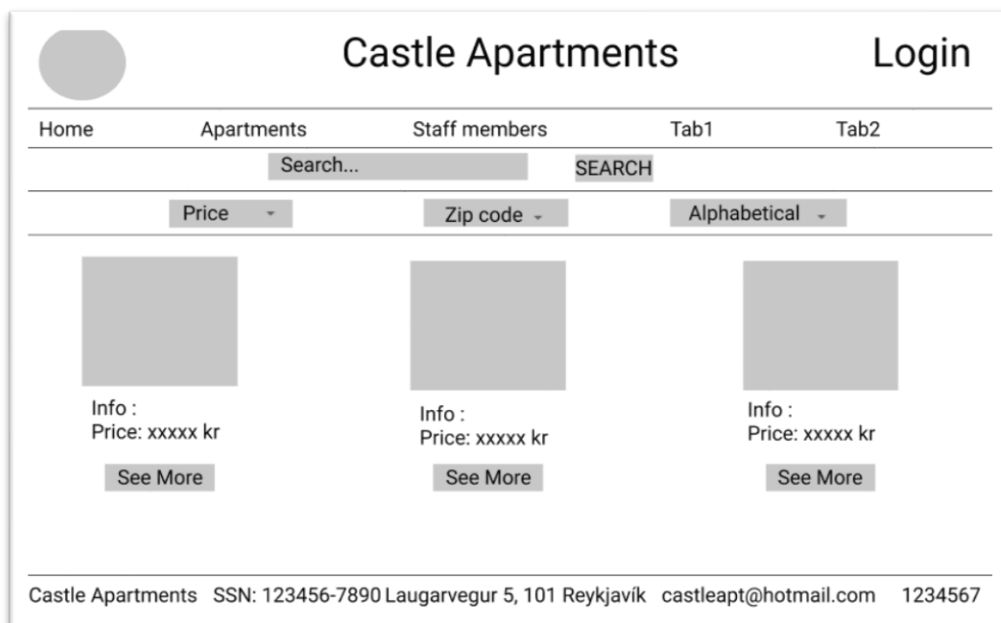 Castle Apartments
Login
Home Apartments Staff members Tab1 Tab2
Search... SEARCH
Price Zip code Alphabetical
Info :
Price: xxxxx kr
See More
Info :
Price: xxxxx kr
See More
Info :
Price: xxxxx kr
See More
Castle Apartments SSN: 123456-7890 Laugarvegur 5, 101 Reykjavík castleapt@hotmail.com 1234567